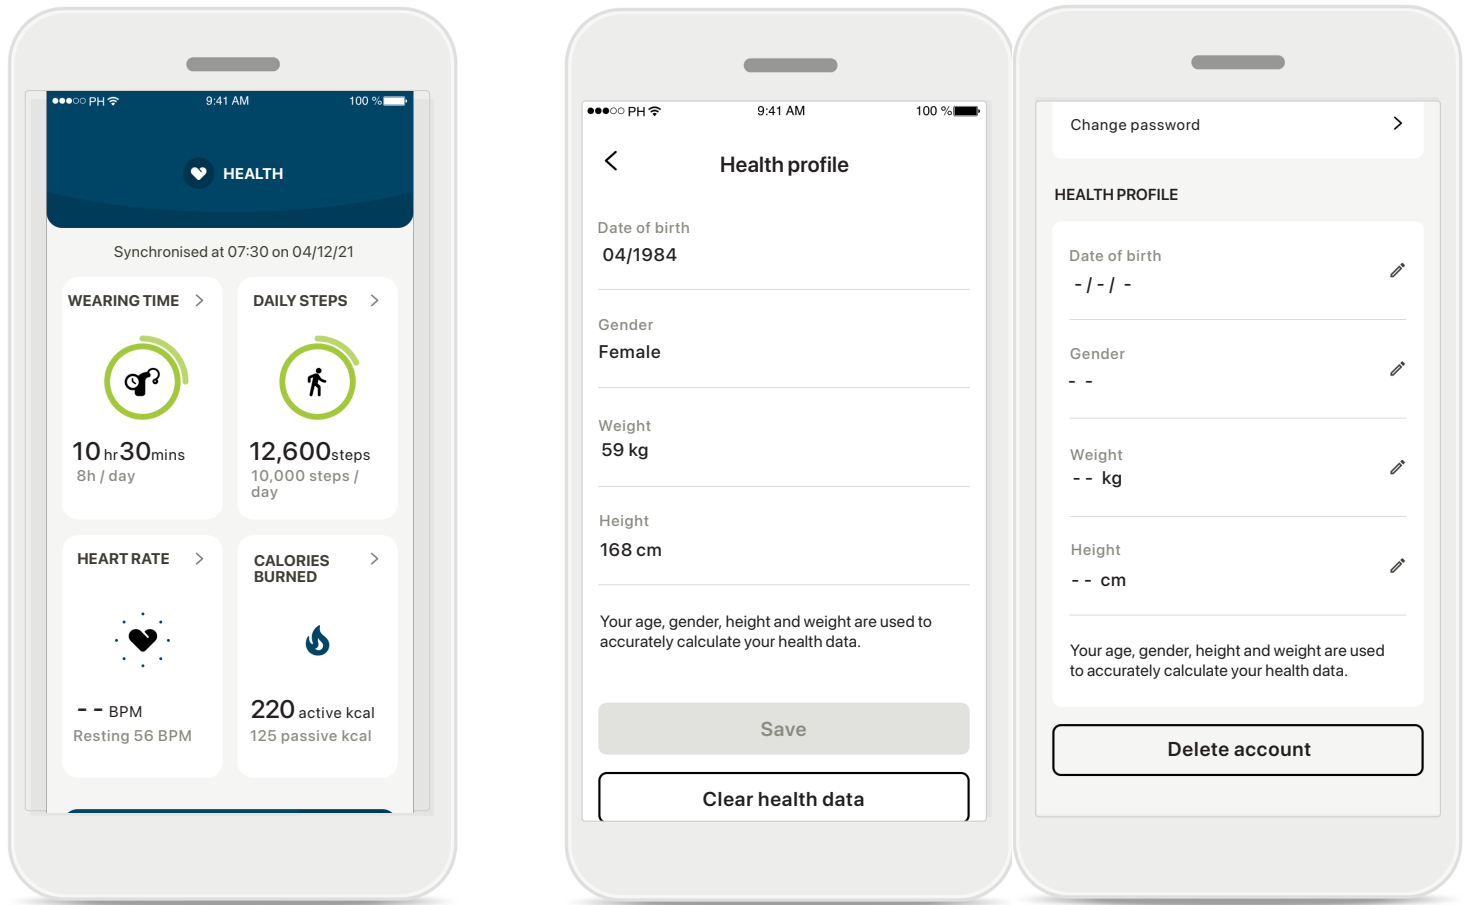 ●●●○○ PH 9:41 AM 100 %
HEALTH
Synchronised at 07:30 on 04/12/21
WEARING TIME
10 hr 30 mins
8h / day
DAILY STEPS
12,600 steps
10,000 steps /
day
HEART RATE
- - BPM
Resting 56 BPM
CALORIES
BURNED
220 active kcal
125 passive kcal
●●●○○ PH 9:41 AM 100 %
Health profile
Date of birth
04/1984
Gender
Female
Weight
59 kg
Height
168 cm
Your age, gender, height and weight are used to
accurately calculate your health data.
Save
Clear health data
Change password
HEALTH PROFILE
Date of birth
- / - / -
Gender
- -
Weight
- - kg
Height
- - cm
Your age, gender, height and weight are used
to accurately calculate your health data.
Delete account